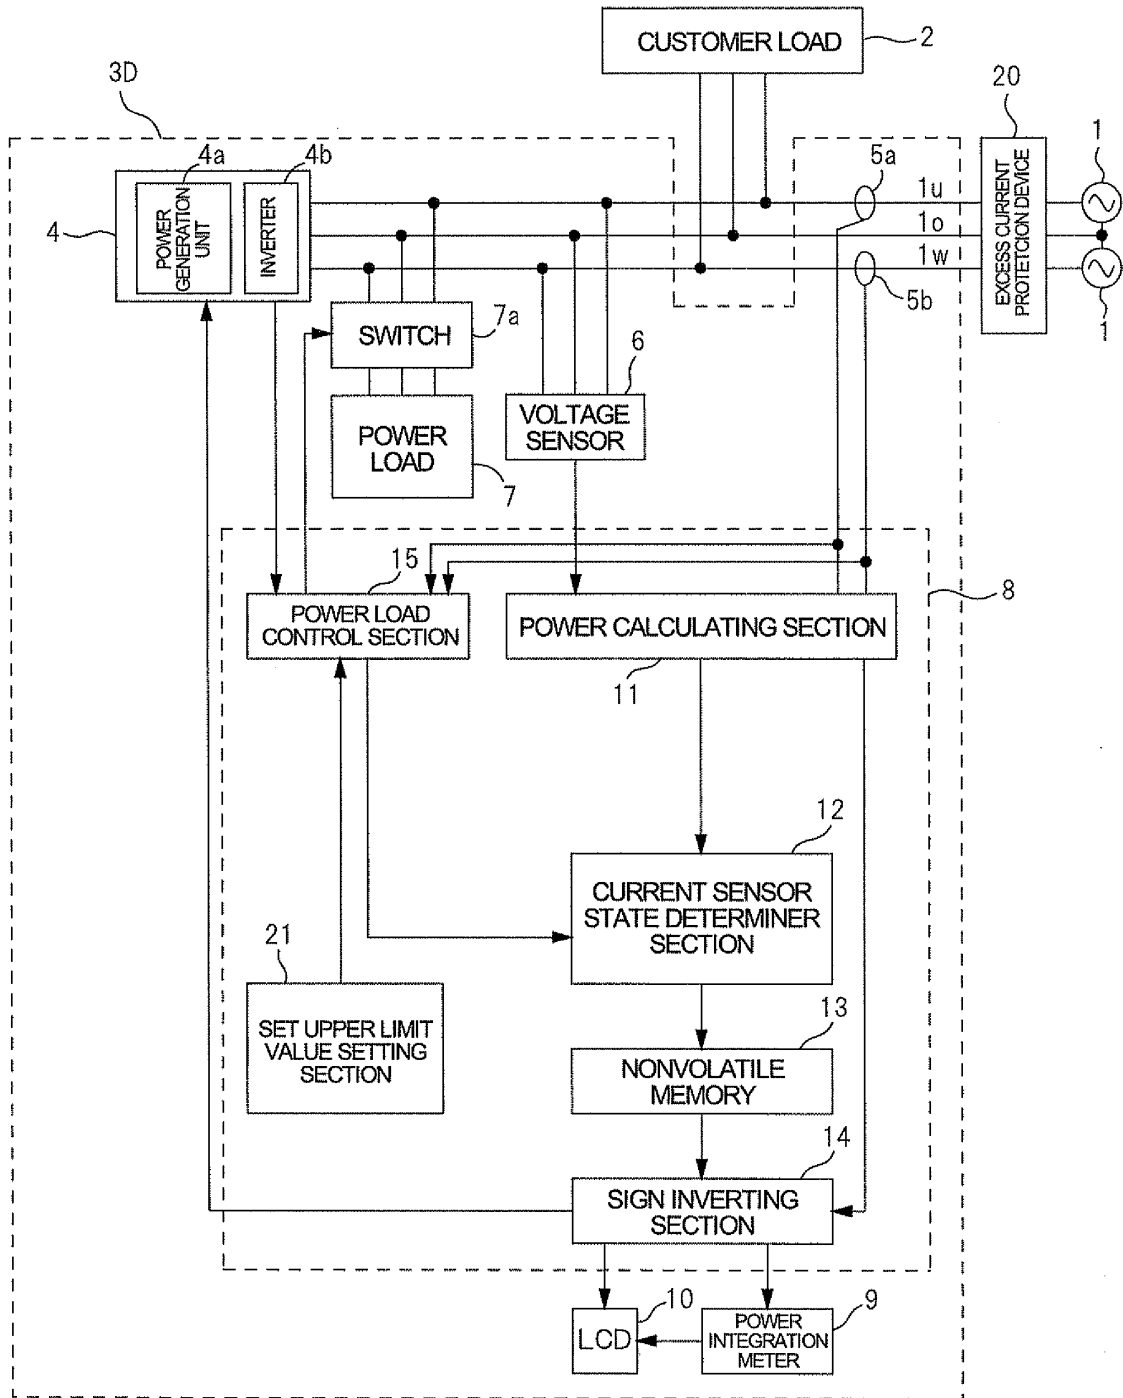 CUSTOMER LOAD
2
3D
20
1
4a
4b
5a
1u
4
POWER
GENERATION
UNIT
INVERTER
1o
EXCESS CURRENT
PROTETCION DEVICE
1w
5b
1
7a
SWITCH
6
VOLTAGE
SENSOR
POWER
LOAD
7
15
8
POWER LOAD
CONTROL SECTION
POWER CALCULATING SECTION
11
12
CURRENT SENSOR
STATE DETERMINER
SECTION
21
SET UPPER LIMIT
VALUE SETTING
SECTION
13
NONVOLATILE
MEMORY
14
SIGN INVERTING
SECTION
10
9
LCD
POWER
INTEGRATION
METER